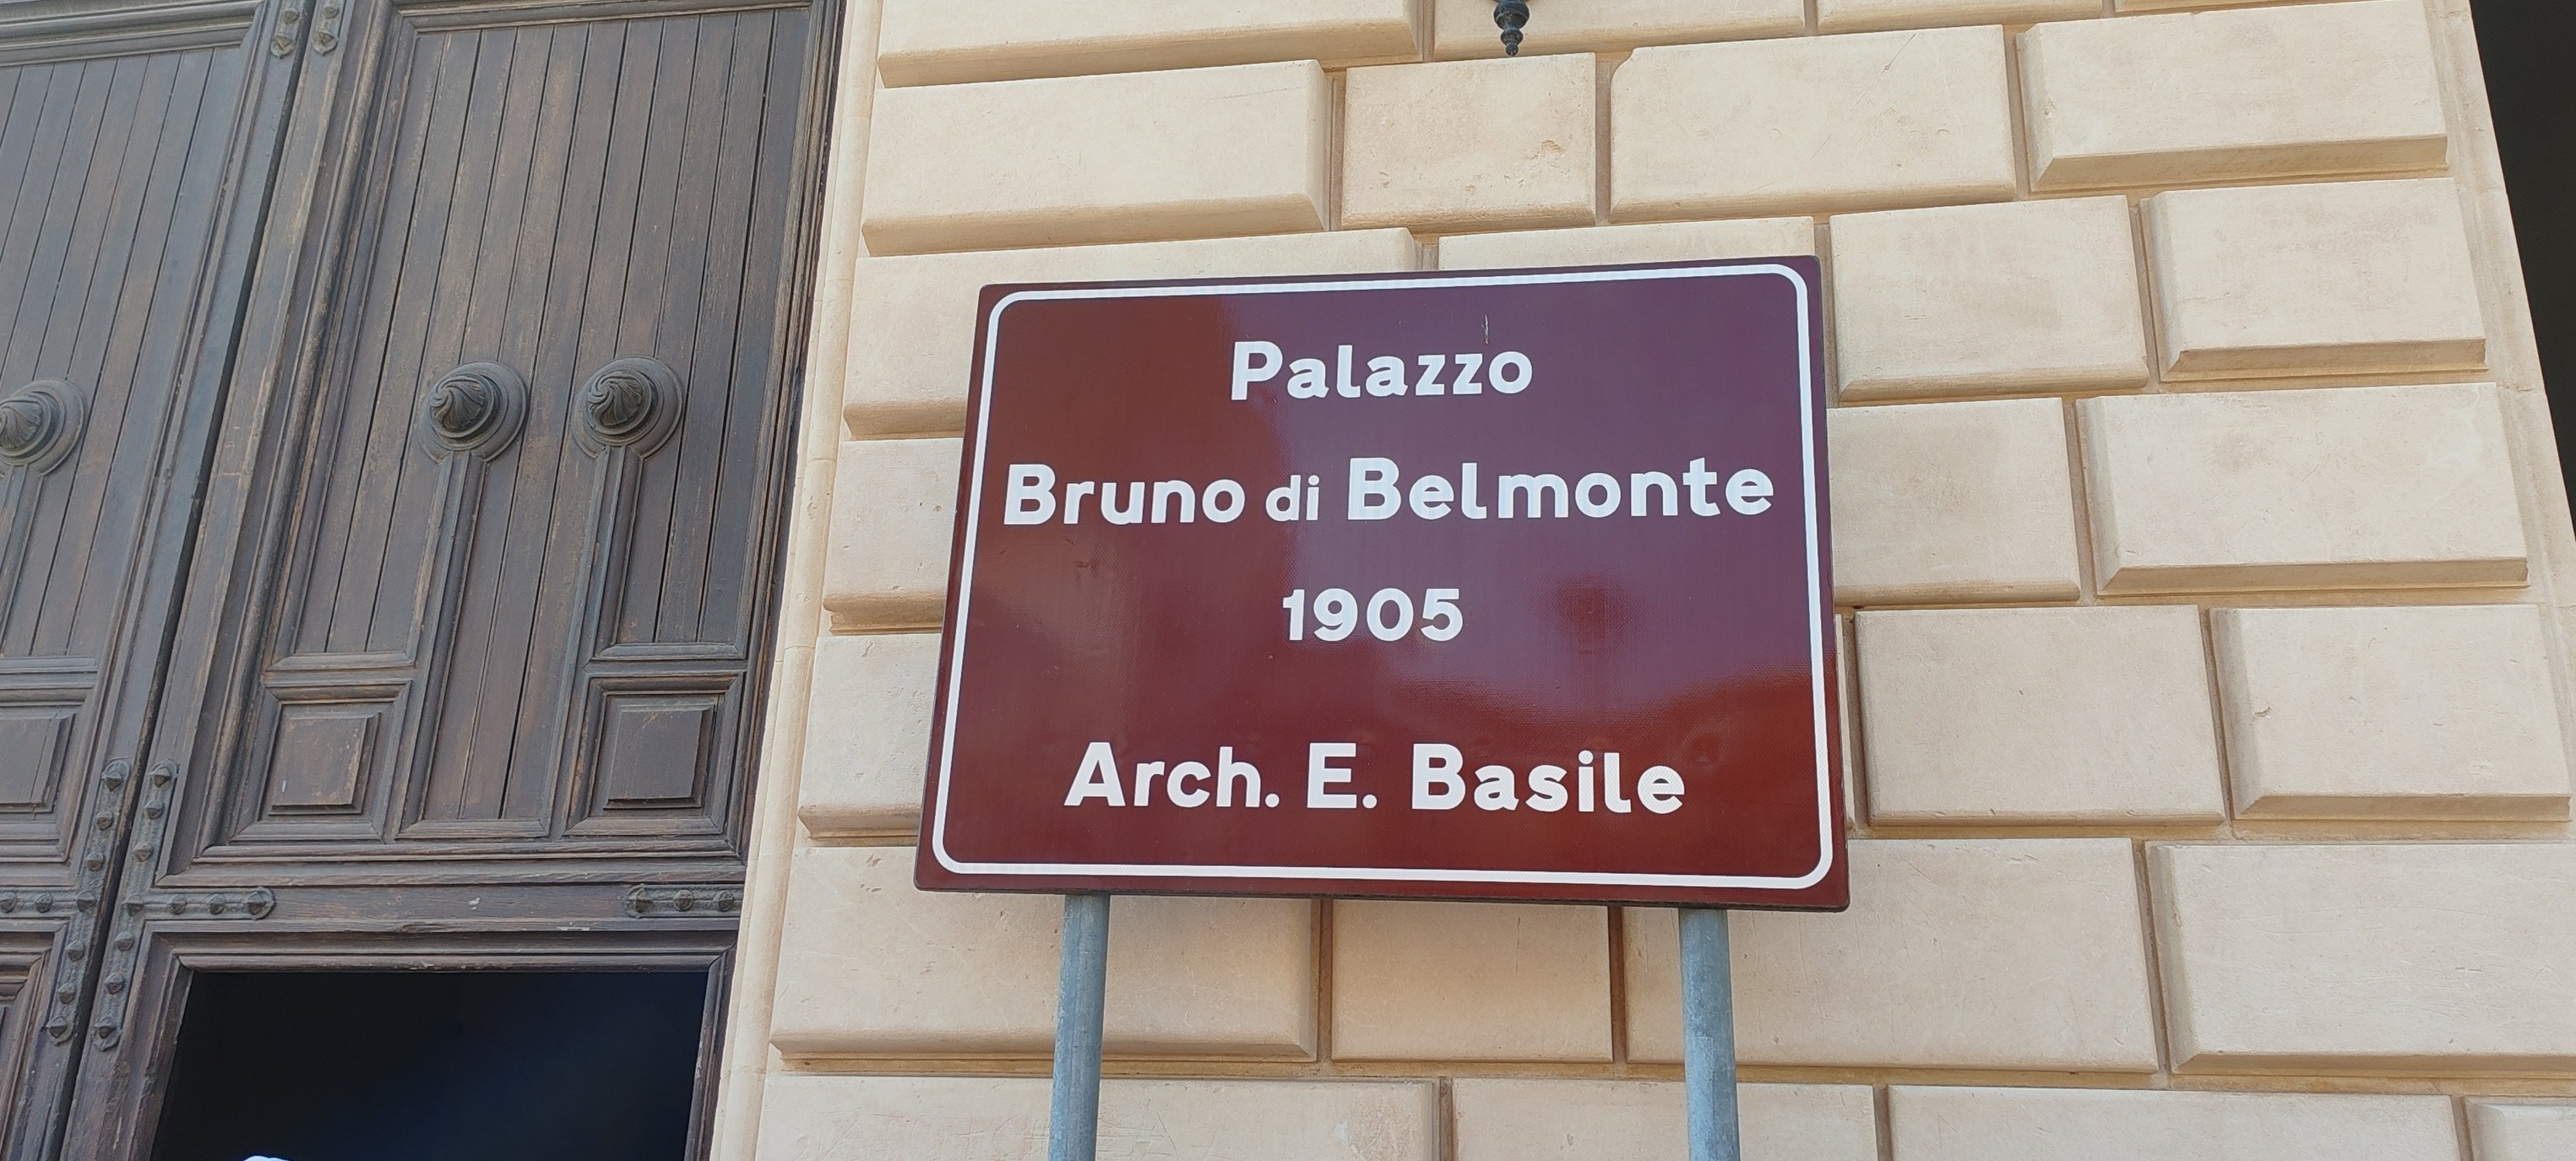 Palazzo
Bruno di Belmonte
1905
Arch. E. Basile